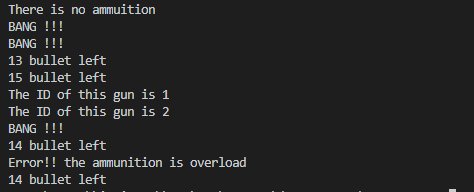 There is no ammuition
BANG !!!
BANG !!!
13 bullet left
15 bullet left
The ID of this gun is 1
The ID of this gun is 2
BANG !!!
14 bullet left
Error!! the ammunition is overload
14 bullet left